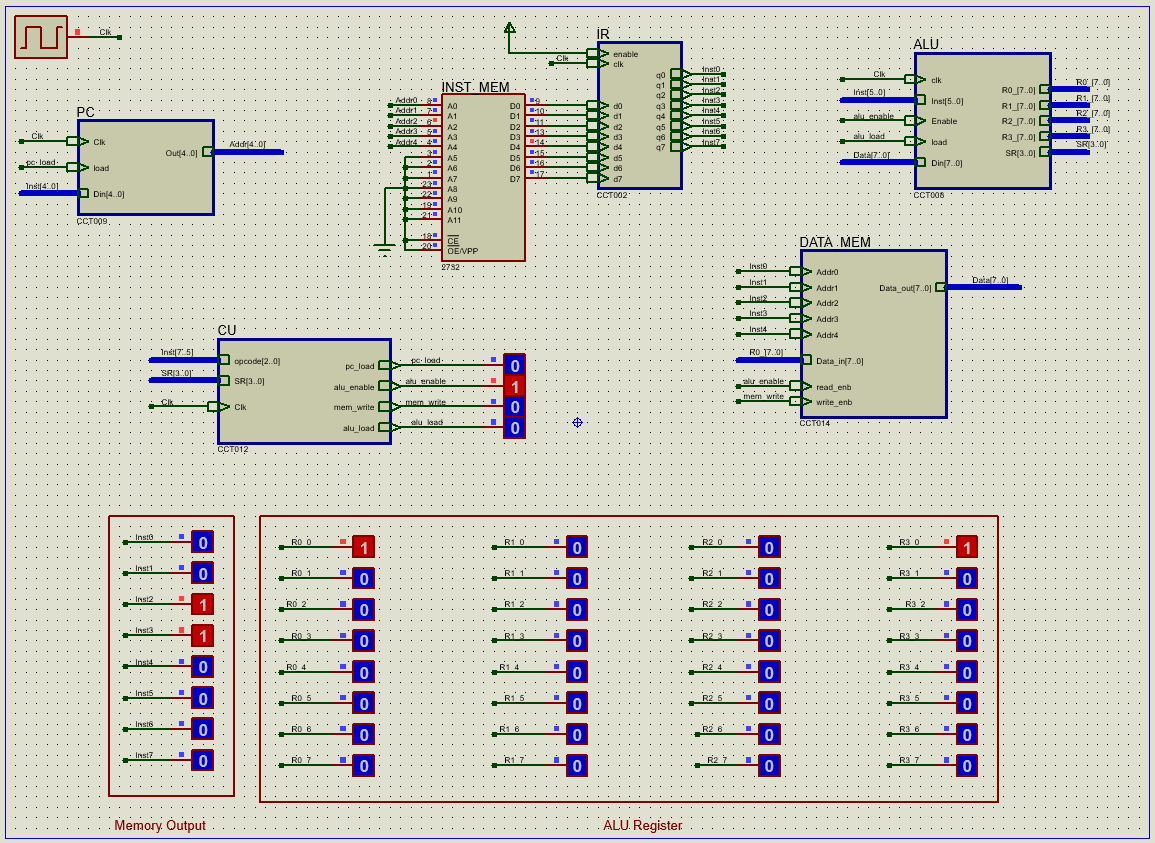 Clk
PC
Clk
pc_load
Inst[4..0]
Clk
load
Din[4..0]
Out[4..0]
Addr[4..0]
CCT009
INST_MEM
Addr0
Addr1
Addr2
Addr3
Addr4
8
7
6
5
4
3
2
1
23
22
19
21
18
20
A0
A1
A2
A3
A4
A5
A6
A7
A8
A9
A10
A11
CE
OE/VPP
D0
D1
D2
D3
D4
D5
D6
D7
9
10
11
13
14
15
16
17
2732
IR
Clk
enable
clk
d0
d1
d2
d3
d4
d5
d6
d7
q0
q1
q2
q3
q4
q5
q6
q7
Inst0
Inst1
Inst2
Inst3
Inst4
Inst5
Inst6
Inst7
CCT002
ALU
Clk
Inst[5..0]
alu_enable
alu_load
Data[7..0]
clk
Inst[5..0]
Enable
load
Din[7..0]
R0_[7..0]
R1_[7..0]
R2_[7..0]
R3_[7..0]
SR[3..0]
R0_[7..0]
R1_[7..0]
R2_[7..0]
R3_[7..0]
SR[3..0]
CCT008
DATA_MEM
Inst0
Inst1
Inst2
Inst3
Inst4
R0_[7..0]
alu_enable
mem_write
Addr0
Addr1
Addr2
Addr3
Addr4
Data_in[7..0]
read_enb
write_enb
Data_out[7..0]
Data[7..0]
CCT014
CU
Inst[7..5]
SR[3..0]
Clk
opcode[2..0]
SR[3..0]
Clk
pc_load
alu_enable
mem_write
alu_load
pc_load 0
alu_enable 1
mem_write 0
alu_load 0
CCT012
Inst0 0
Inst1 0
Inst2 1
Inst3 1
Inst4 0
Inst5 0
Inst6 0
Inst7 0
Memory Output
R0_0 1 R1_0 0 R2_0 0 R3_0 1
R0_1 0 R1_1 0 R2_1 0 R3_1 0
R0_2 0 R1_2 0 R2_2 0 R3_2 0
R0_3 0 R1_3 0 R2_3 0 R3_3 0
R0_4 0 R1_4 0 R2_4 0 R3_4 0
R0_5 0 R1_5 0 R2_5 0 R3_5 0
R0_6 0 R1_6 0 R2_6 0 R3_6 0
R0_7 0 R1_7 0 R2_7 0 R3_7 0
ALU Register